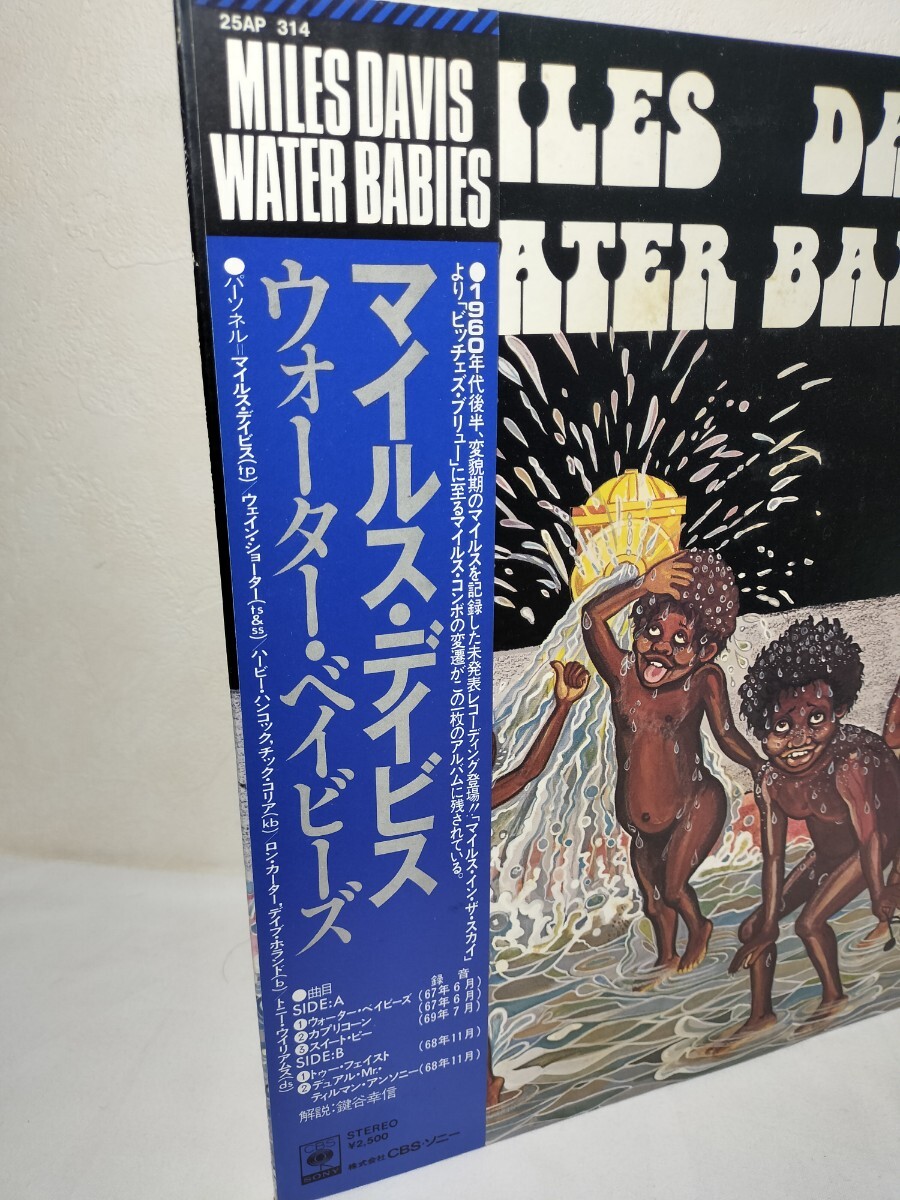 25AP 314
MILES DAVIS
WATER BABIES
ILES DA
ATER BAB
●1960年代後半、変貌期のマイルスを記録した未発表レコーディング登場!!「マイルス・イン・ザ・スカイ」
より「ビッチェズ・ブリュー」に至るマイルス・コンボの変遷がこの一枚のアルバムに残されている。
マイルス・デイビス
ウォーター・ベイビーズ
●パーソネル=マイルス・デイビス(tp)/ウェイン・ショーター(ts&ss)/ハービー・ハンコック,チック・コリア(kb)/ロン・カーター,デイブ・ホランド(b)/トニー・ウイリアムス(ds)
●曲目 録音
SIDE:A
①ウォーター・ベイビーズ(67年6月)
②カプリコーン(67年6月)
③スイート・ピー(69年7月)
SIDE:B
①トゥー・フェイスト(68年11月)
②デュアル・Mr.・
ティルマン・アンソニー(68年11月)
解説:鍵谷幸信
CBS
SONY
STEREO
¥2,500
株式会社 CBS・ソニー